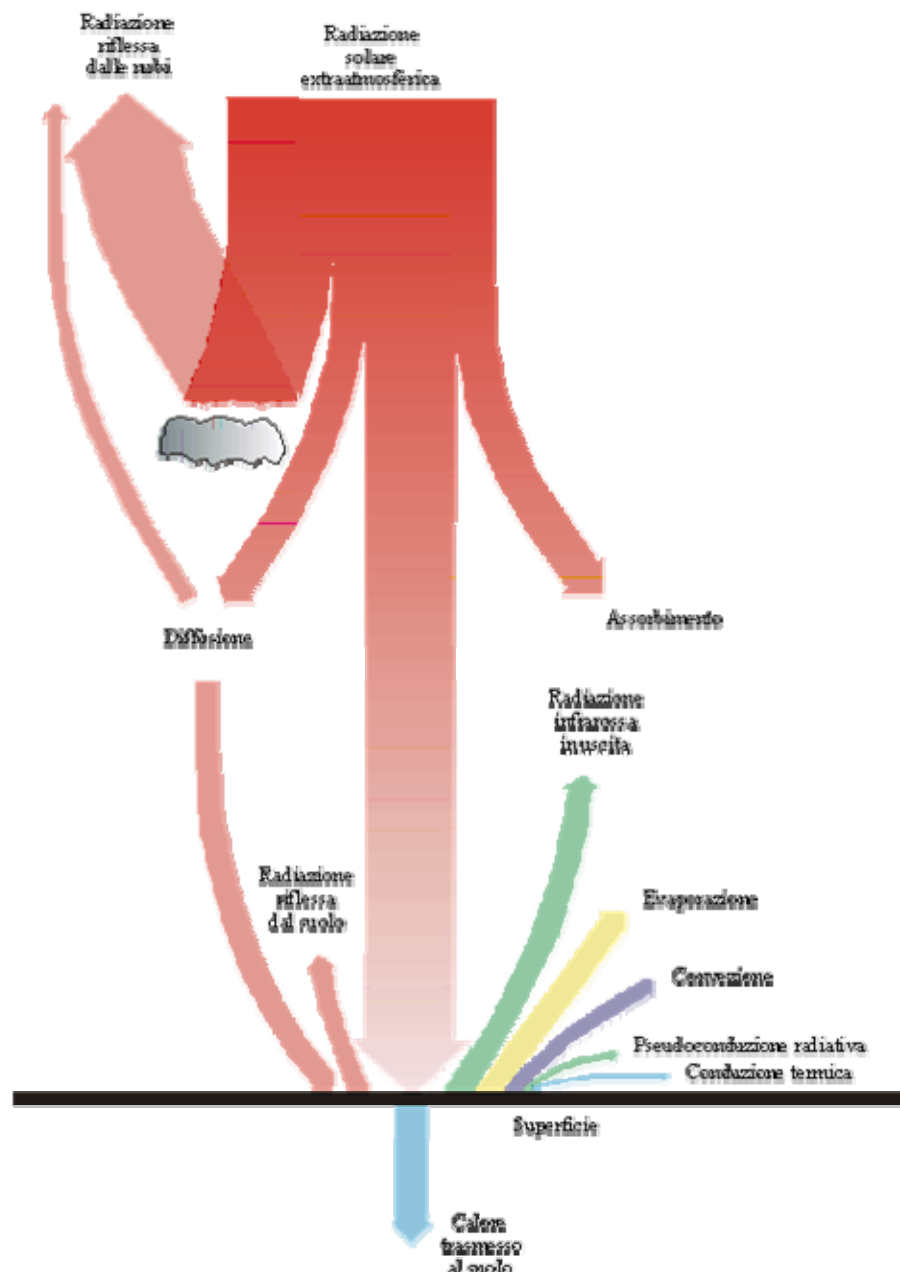 Radiazione
riflessa
dalle nubi
Radiazione
solare
extraatmosferica
Diffusione
Assorbimento
Radiazione
infrarossa
in uscita
Radiazione
riflessa
dal suolo
Evaporazione
Convezione
Pseudoconduzione radiativa
Conduzione termica
Superficie
Calore
trasmesso
al suolo